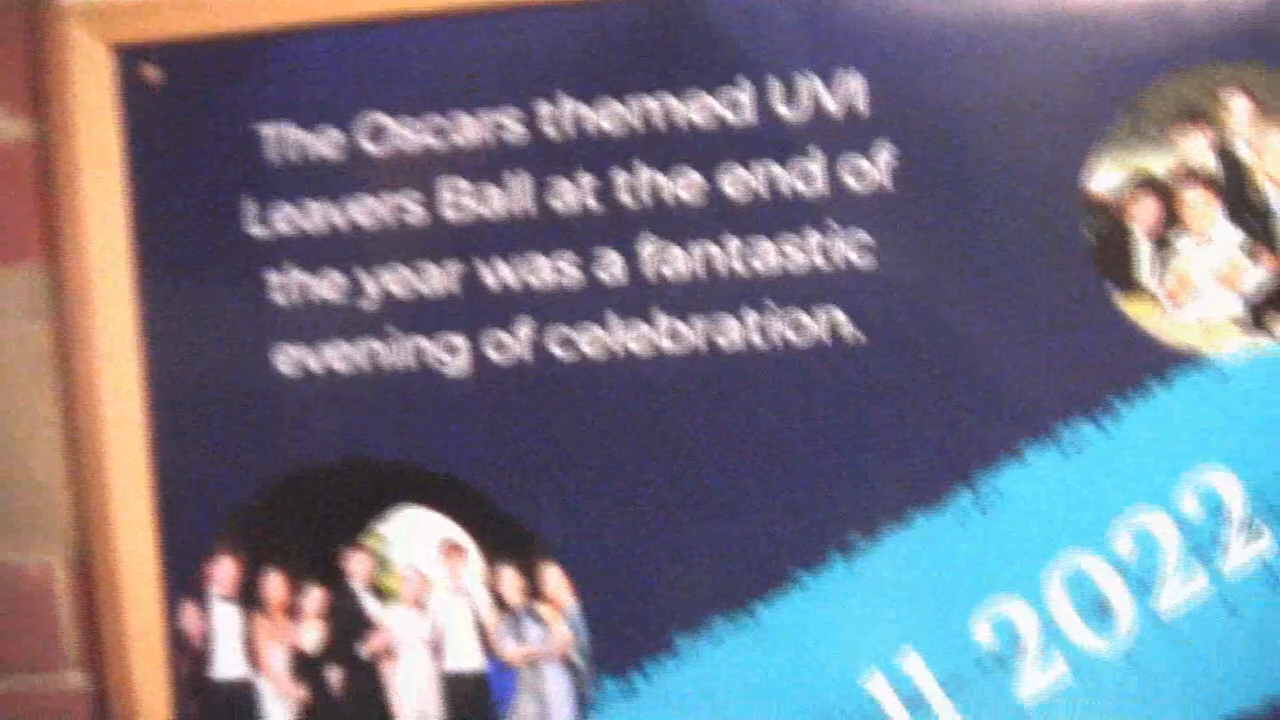 The Oscars themed UVI
Leavers Ball at the end of
the year was a fantastic
evening of celebration.
2022